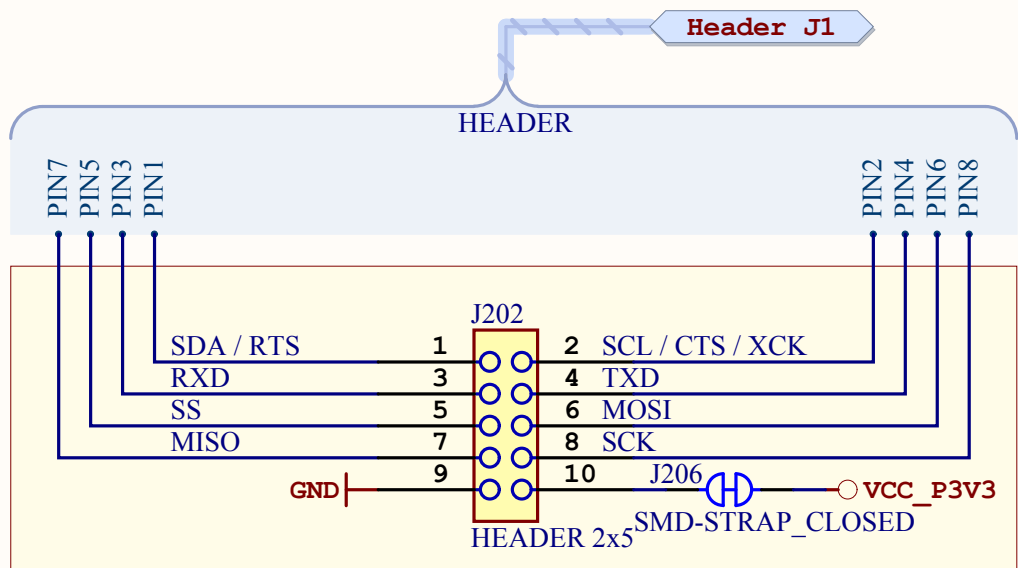 Header J1
HEADER
PIN7 PIN5 PIN3 PIN1 PIN2 PIN4 PIN6 PIN8
J202
SDA / RTS 1 2 SCL / CTS / XCK
RXD 3 4 TXD
SS 5 6 MOSI
MISO 7 8 SCK
9 10 J206
GND VCC_P3V3
HEADER 2x5 SMD-STRAP_CLOSED